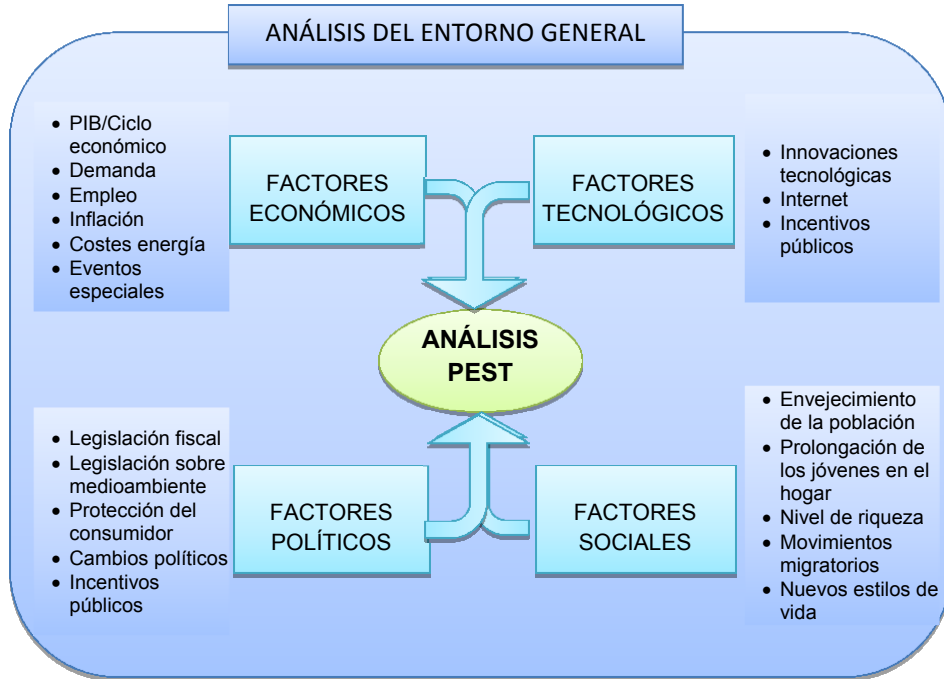 ANÁLISIS DEL ENTORNO GENERAL
• PIB/Ciclo
económico
• Demanda
• Empleo
• Inflación
• Costes energía
• Eventos
especiales
FACTORES
ECONÓMICOS
FACTORES
TECNOLÓGICOS
• Innovaciones
tecnológicas
• Internet
• Incentivos
públicos
ANÁLISIS
PEST
• Legislación fiscal
• Legislación sobre
medioambiente
• Protección del
consumidor
• Cambios políticos
• Incentivos
públicos
FACTORES
POLÍTICOS
FACTORES
SOCIALES
• Envejecimiento
de la población
• Prolongación de
los jóvenes en el
hogar
• Nivel de riqueza
• Movimientos
migratorios
• Nuevos estilos de
vida